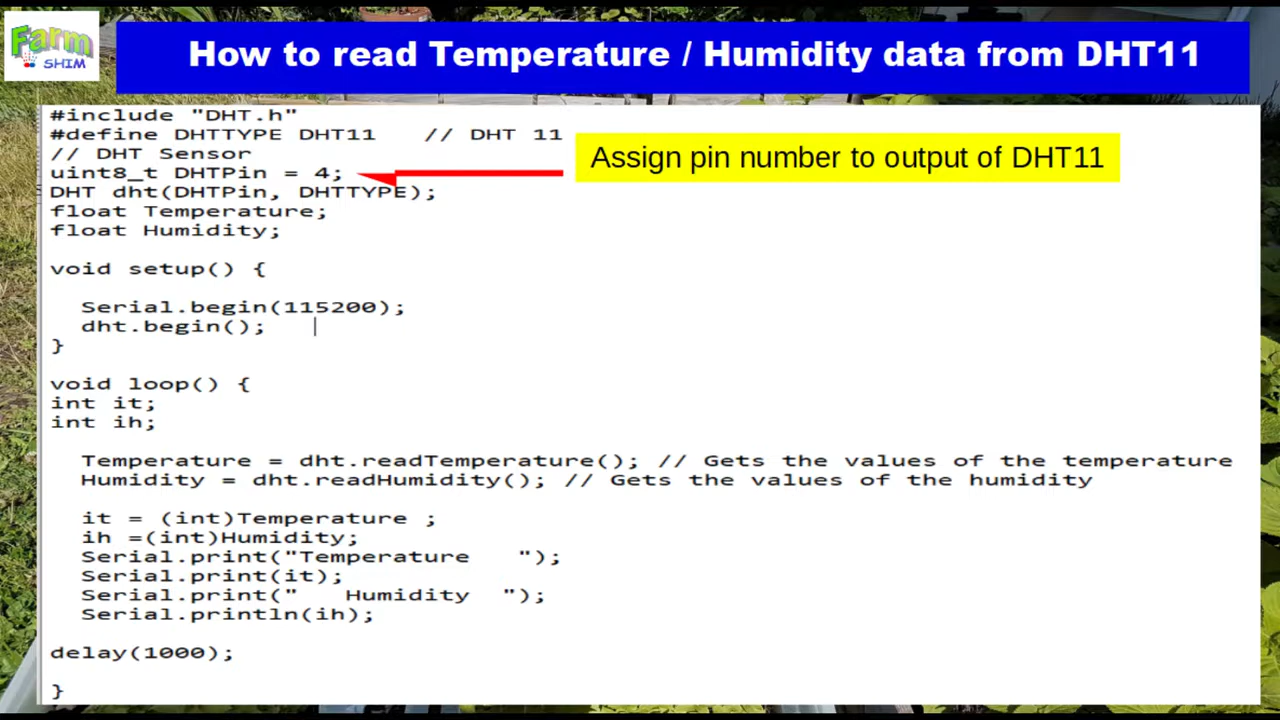 Farm
SHIM
How to read Temperature / Humidity data from DHT11
#include "DHT.h"
#define DHTTYPE DHT11   // DHT 11
// DHT Sensor
uint8_t DHTPin = 4;
Assign pin number to output of DHT11
DHT dht(DHTPin, DHTTYPE);
float Temperature;
float Humidity;
void setup() {
  Serial.begin(115200);
  dht.begin();
}
void loop() {
int it;
int ih;
  Temperature = dht.readTemperature(); // Gets the values of the temperature
  Humidity = dht.readHumidity(); // Gets the values of the humidity
  it = (int)Temperature ;
  ih =(int)Humidity;
  Serial.print("Temperature   ");
  Serial.print(it);
  Serial.print("   Humidity  ");
  Serial.println(ih);
delay(1000);
}